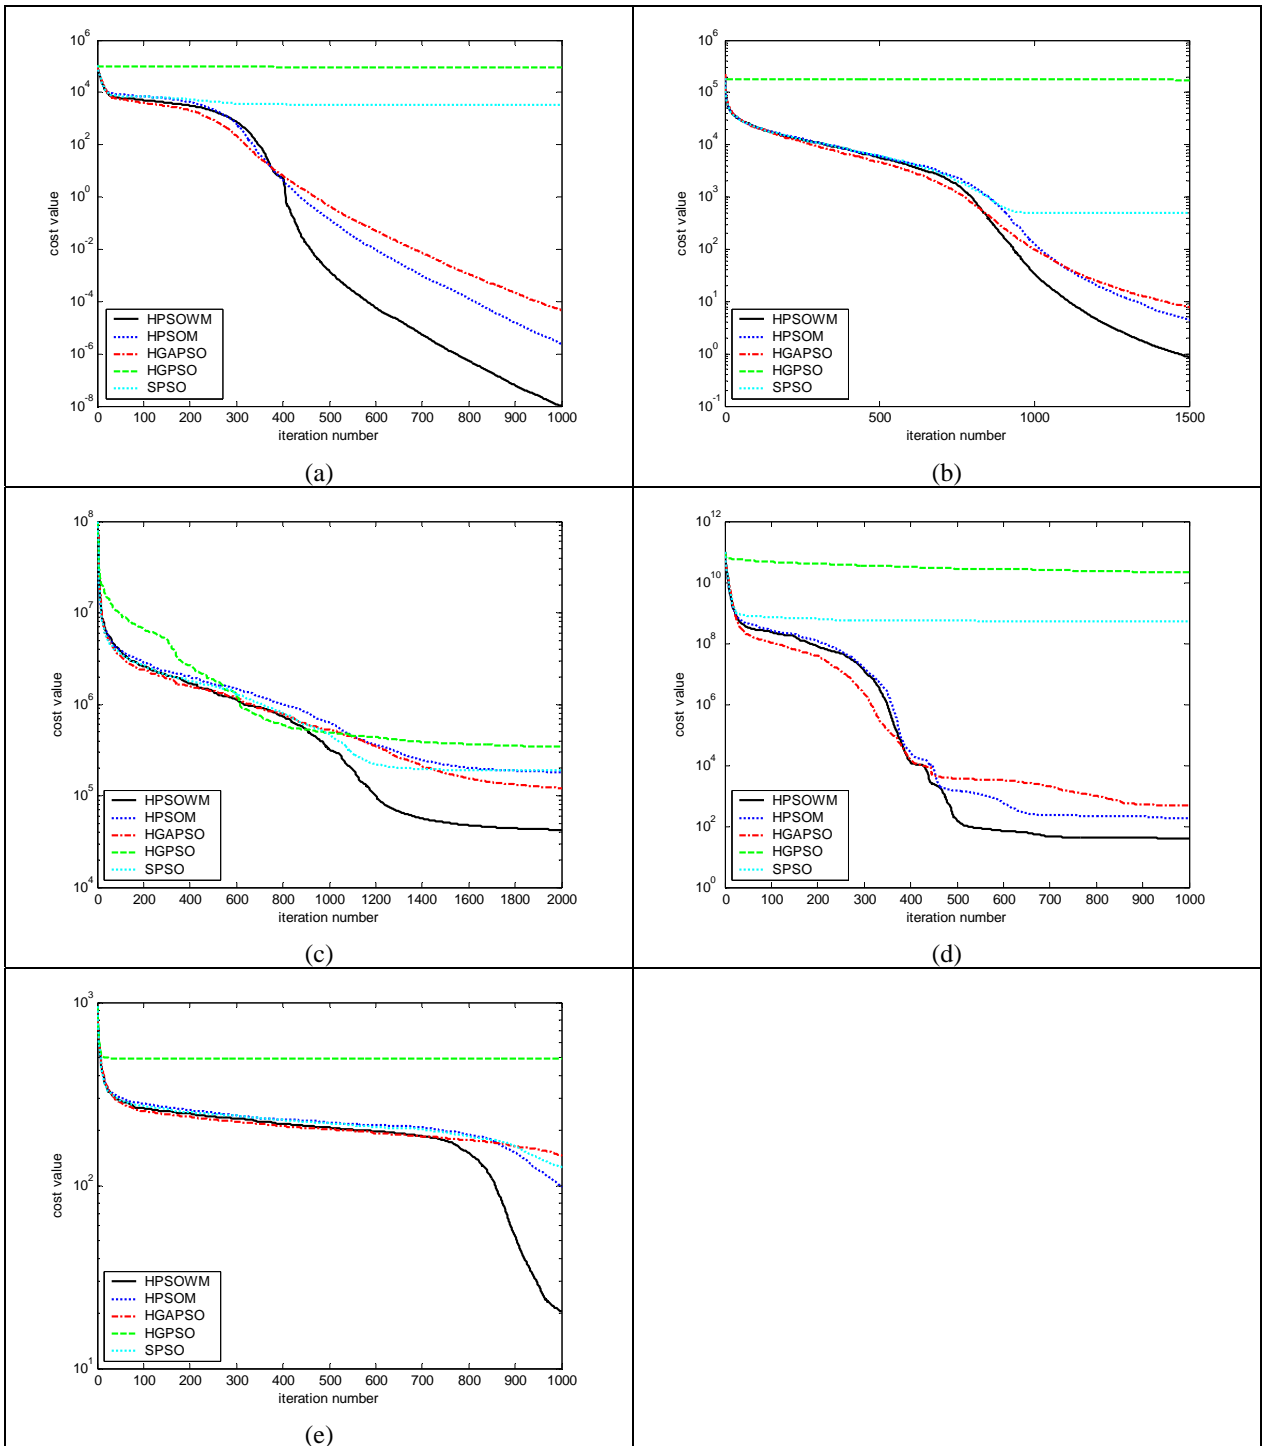 10^6
10^4
10^2
10^0
10^-2
10^-4
10^-6
10^-8
cost value
HPSOWM
HPSOM
HGAPSO
HGPSO
SPSO
0 100 200 300 400 500 600 700 800 900 1000
iteration number
(a)
10^6
10^5
10^4
10^3
10^2
10^1
10^0
10^-1
cost value
HPSOWM
HPSOM
HGAPSO
HGPSO
SPSO
0 500 1000 1500
iteration number
(b)
10^8
10^7
10^6
10^5
10^4
cost value
HPSOWM
HPSOM
HGAPSO
HGPSO
SPSO
0 200 400 600 800 1000 1200 1400 1600 1800 2000
iteration number
(c)
10^12
10^10
10^8
10^6
10^4
10^2
10^0
cost value
HPSOWM
HPSOM
HGAPSO
HGPSO
SPSO
0 100 200 300 400 500 600 700 800 900 1000
iteration number
(d)
10^3
10^2
10^1
cost value
HPSOWM
HPSOM
HGAPSO
HGPSO
SPSO
0 100 200 300 400 500 600 700 800 900 1000
iteration number
(e)